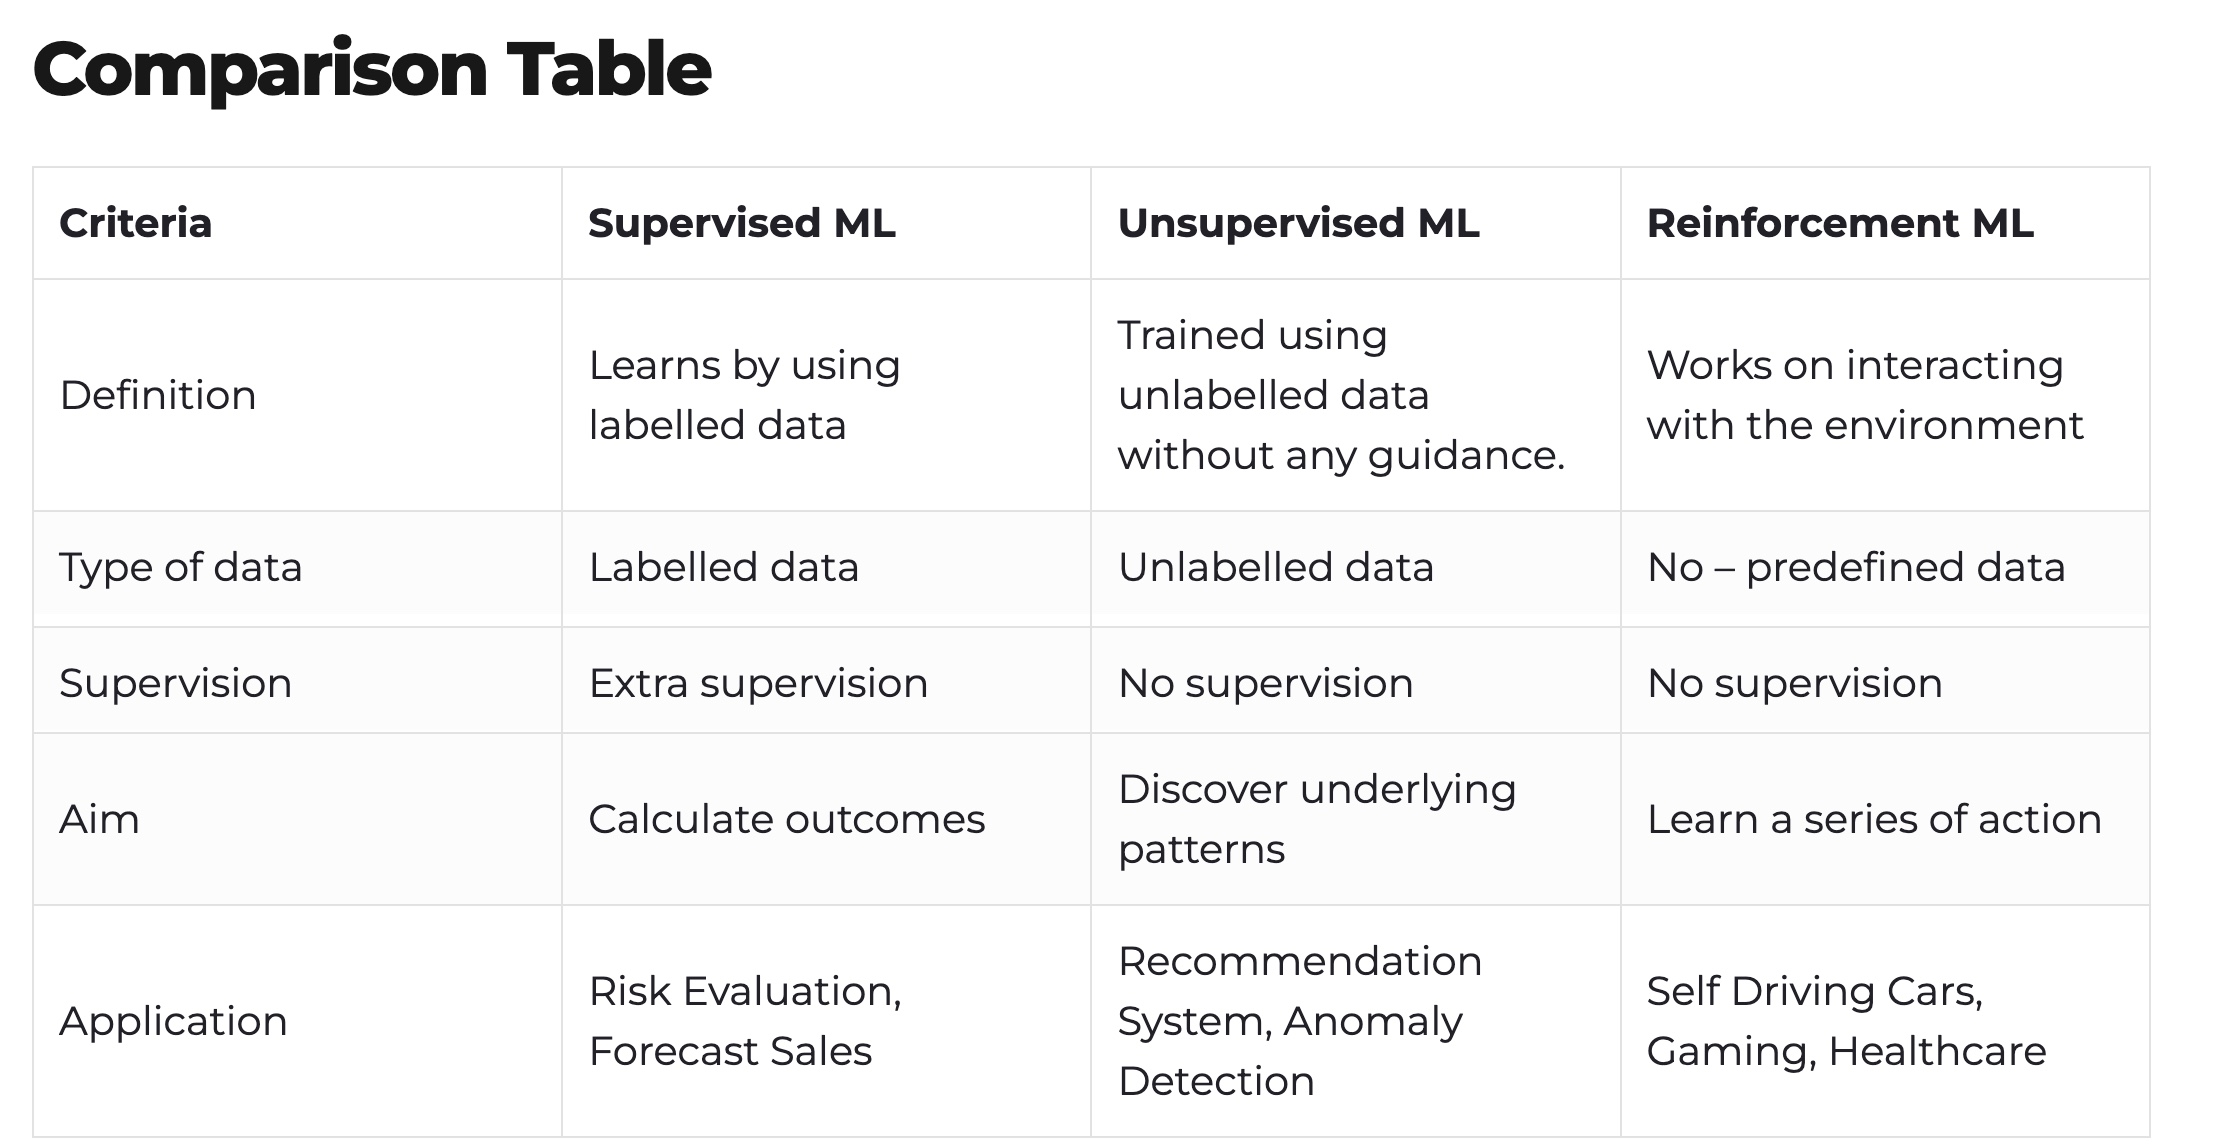 Comparison Table
Criteria
Supervised ML
Unsupervised ML
Reinforcement ML
Definition
Learns by using
labelled data
Trained using
unlabelled data
without any guidance.
Works on interacting
with the environment
Type of data
Labelled data
Unlabelled data
No – predefined data
Supervision
Extra supervision
No supervision
No supervision
Aim
Calculate outcomes
Discover underlying
patterns
Learn a series of action
Application
Risk Evaluation,
Forecast Sales
Recommendation
System, Anomaly
Detection
Self Driving Cars,
Gaming, Healthcare